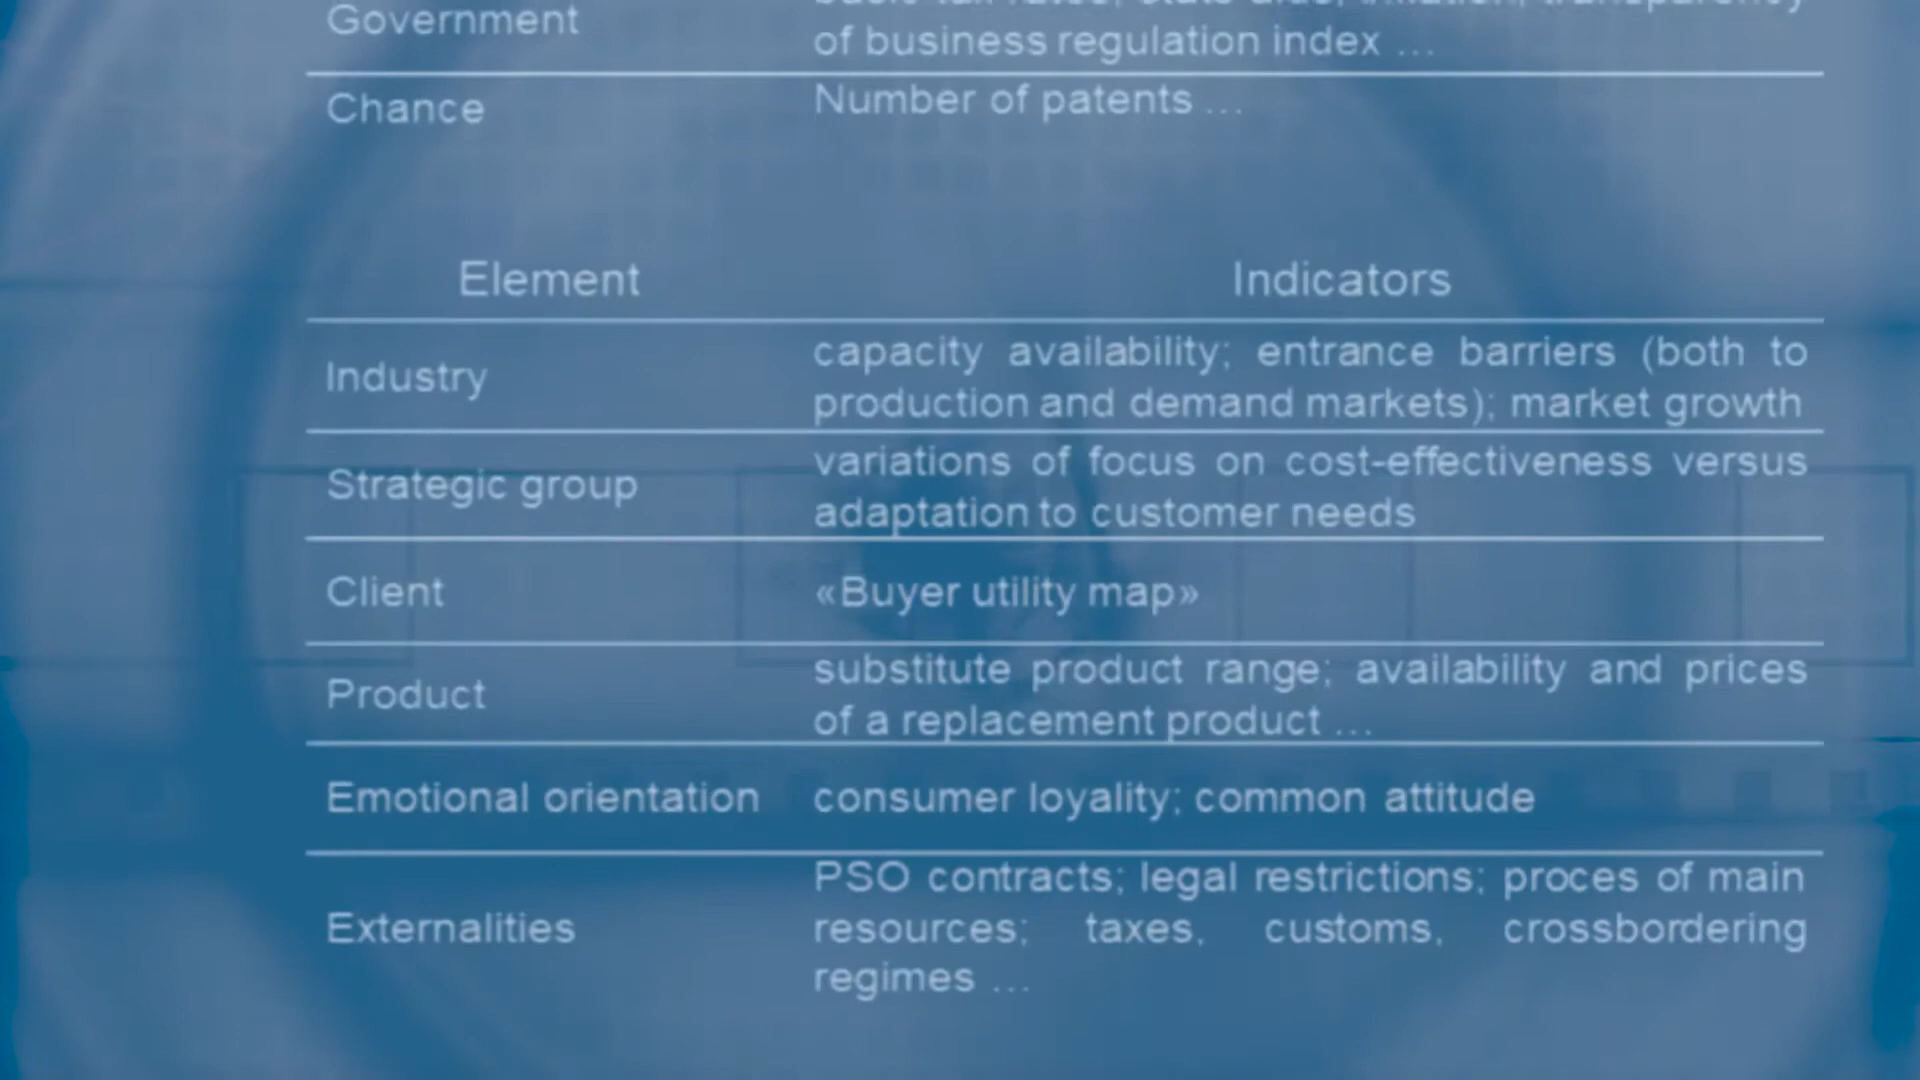 Government
of business regulation index ...
Chance
Number of patents ...
Element
Indicators
Industry
capacity availability; entrance barriers (both to
production and demand markets); market growth
Strategic group
variations of focus on cost-effectiveness versus
adaptation to customer needs
Client
«Buyer utility map»
Product
substitute product range; availability and prices
of a replacement product ...
Emotional orientation
consumer loyality; common attitude
Externalities
PSO contracts; legal restrictions; proces of main
resources; taxes, customs, crossbordering
regimes ...